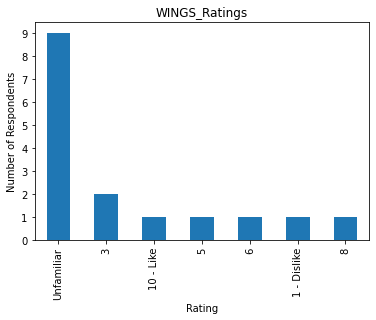 WINGS_Ratings
Number of Respondents
9
8
7
6
5
4
3
2
1
0
Unfamiliar
3
10 - Like
5
6
1 - Dislike
8
Rating